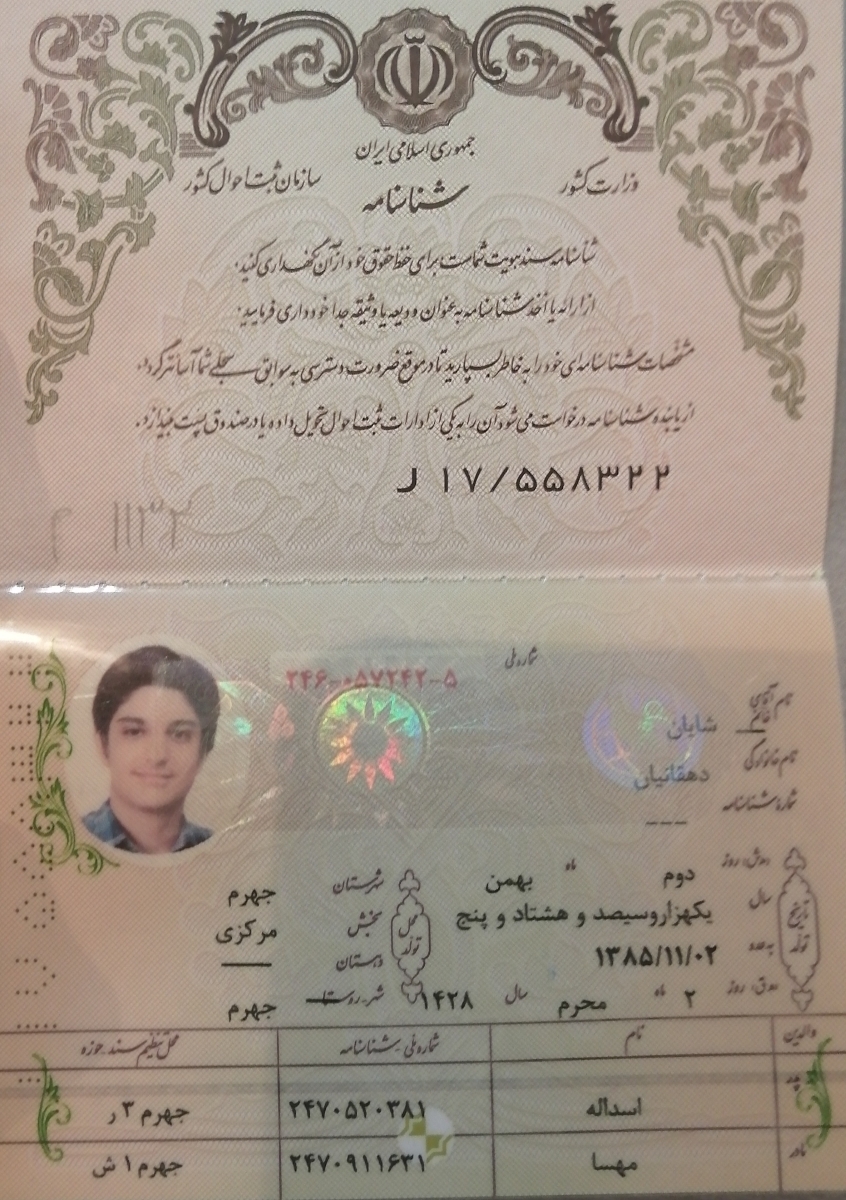 جمهوری اسلامی ایران
وزارت کشور
سازمان ثبت احوال کشور
شناسنامه
شناسنامه سند هویت شماست برای حفظ حقوق خود از آن نگهداری کنید.
از ارائه یا أخذ شناسنامه به عنوان ودیعه یا وثیقه جدا خودداری فرمایید.
مشخصات شناسنامه‌ای خود را به خاطر بسپارید تا در موقع ضرورت دسترسی به سوابق سجلی شما آسانتر گردد.
از یابنده شناسنامه درخواست می شود آن را به یکی از ادارات ثبت احوال تحویل داده یا در صندوق پست بیندازد.
ل ۱۷/۵۵۸۳۲۲
شماره ملی
۲۴۶-۰۵۷۲۴۲-۵
نام آقای خانم شایان
نام خانوادگی دهقانیان
شماره شناسنامه ---
تاریخ تولد
ه‍.ش: روز دوم ماه بهمن
سال یکهزاروسیصد و هشتاد و پنج
به عدد ۱۳۸۵/۱۱/۰۲
ه‍.ق: روز ۲ ماه محرم سال ۱۴۲۸
محل تولد
شهرستان جهرم
بخش مرکزی
دهستان ——
شهر-روستا جهرم
والدین نام شماره ملی-شناسنامه محل تنظیم سند-حوزه
پدر اسداله ۲۴۷۰۵۲۰۳۸۱ جهرم ۳ ر
مادر مهسا ۲۴۷۰۹۱۱۶۳۱ جهرم ۱ ش